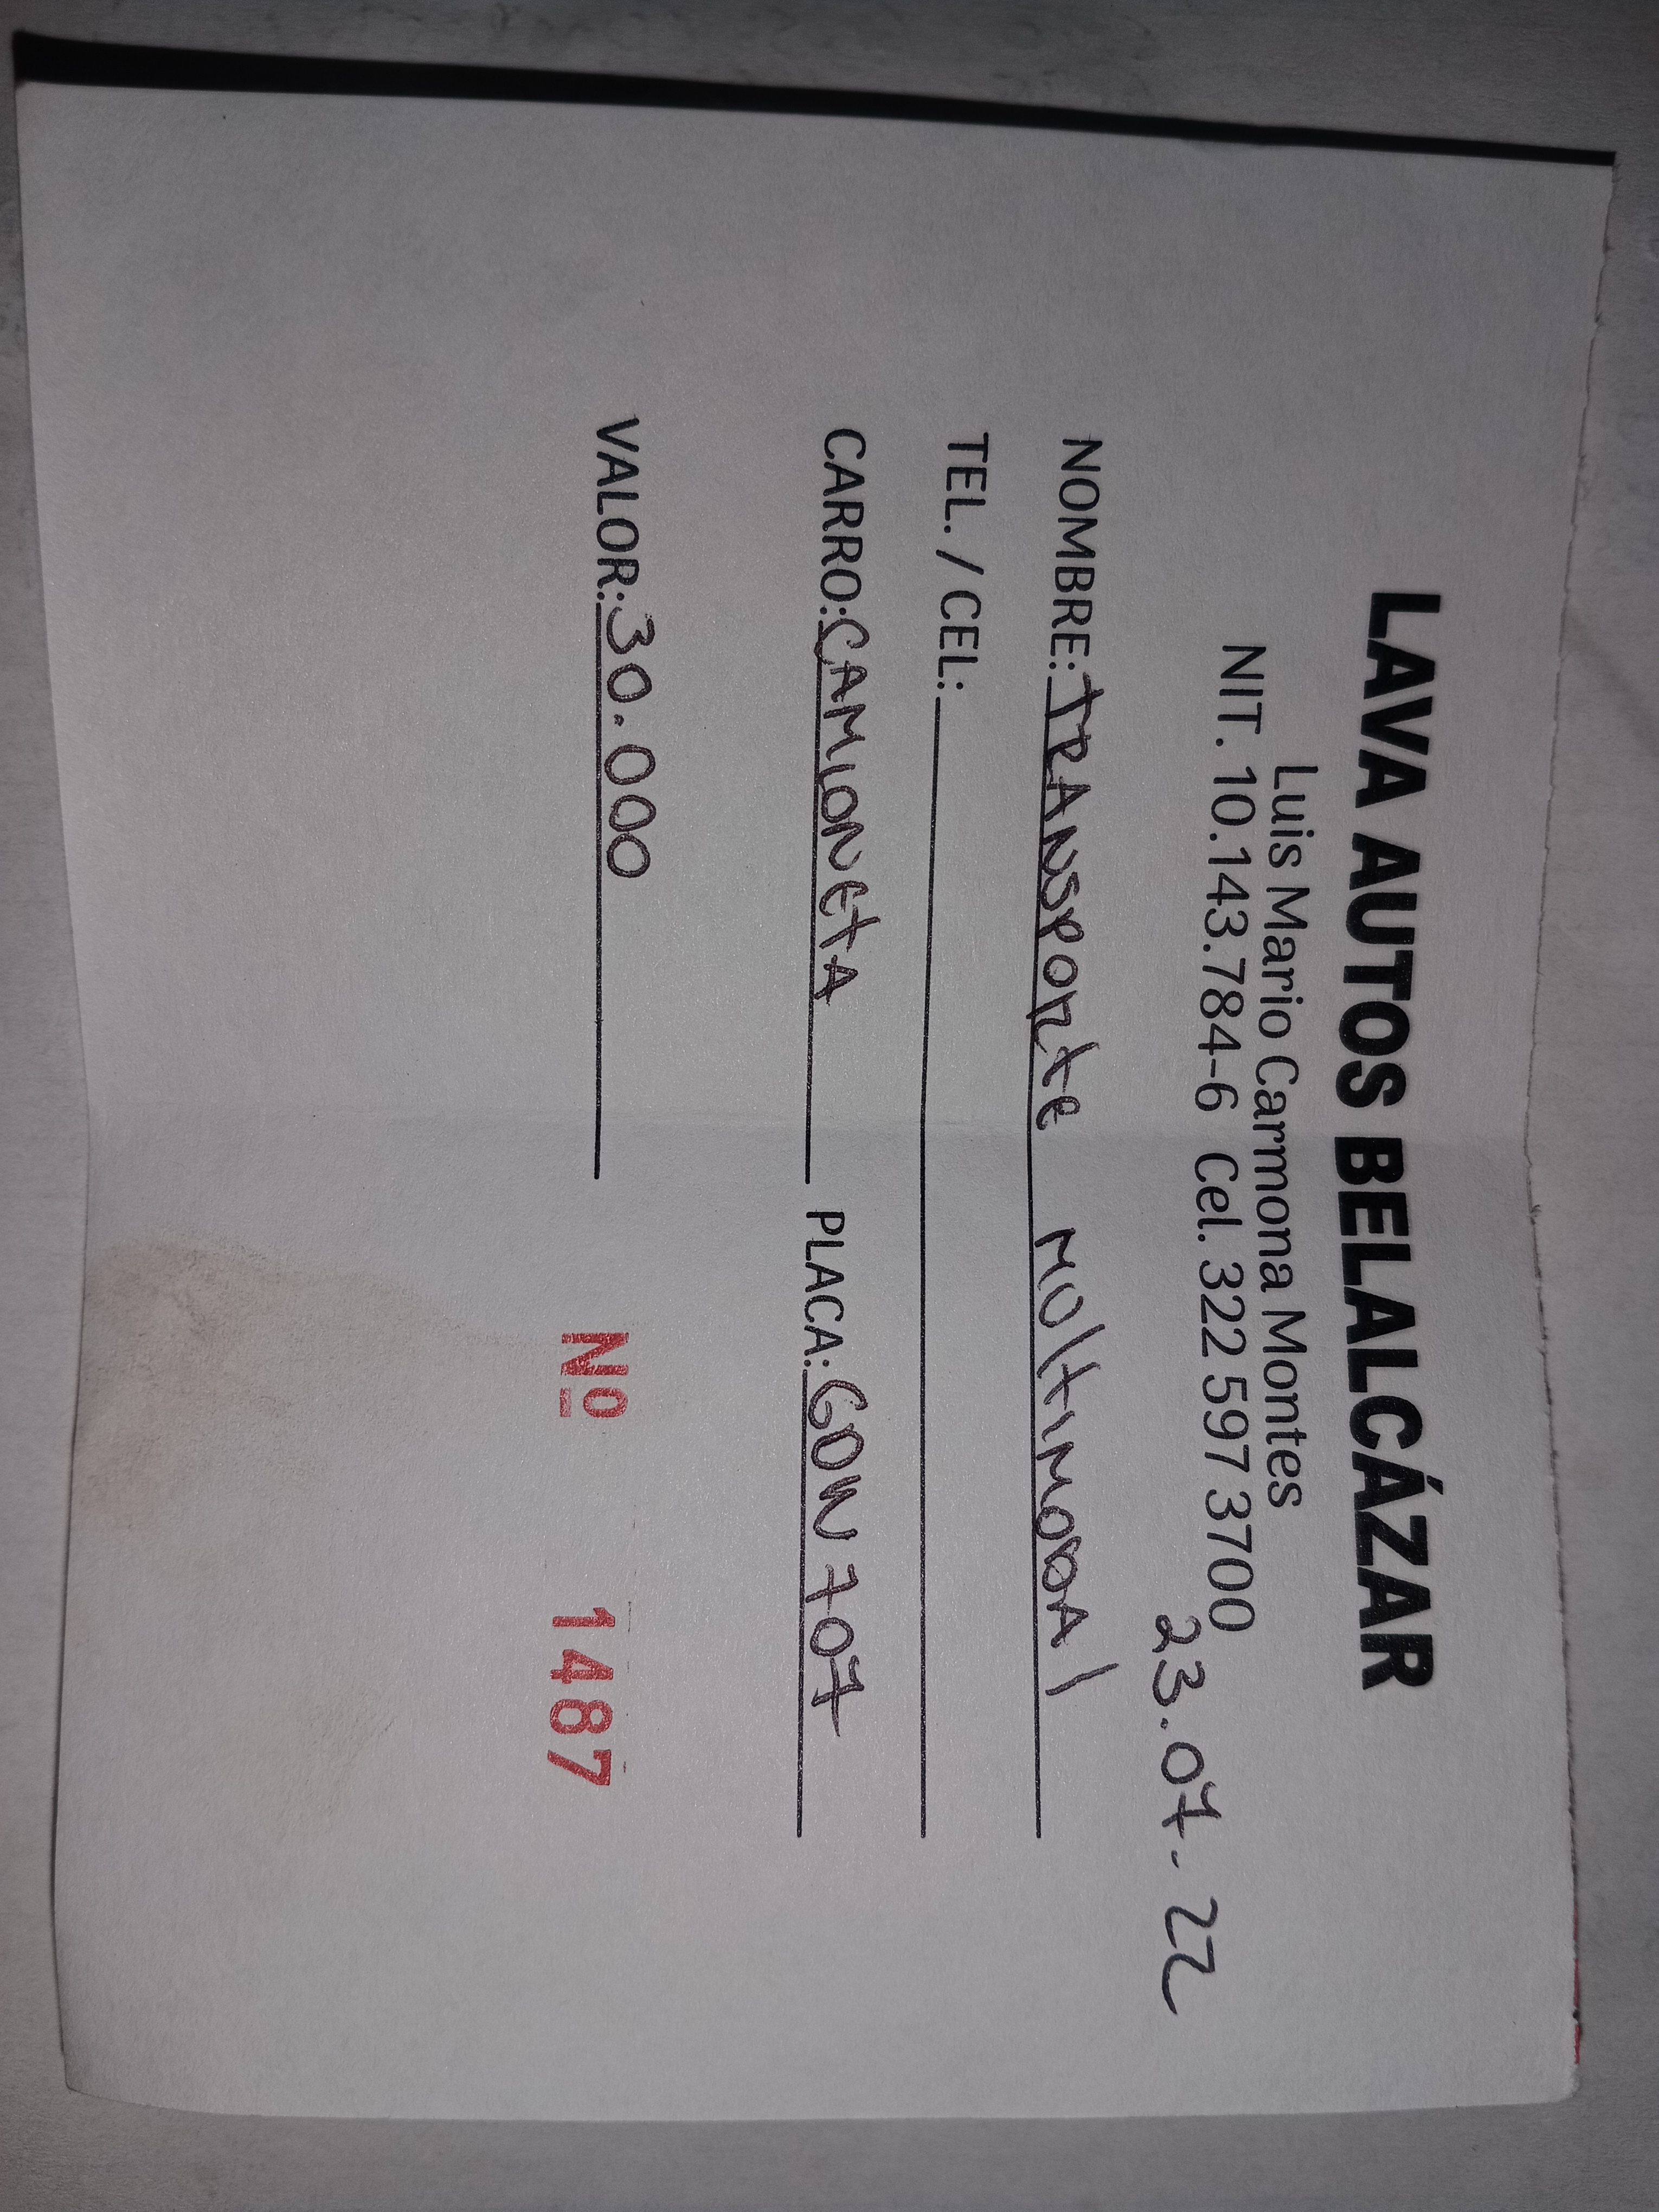 LAVA AUTOS BELALCÁZAR
Luis Mario Carmona Montes
NIT. 10.143.784-6 Cel. 322 597 3700
23.07-22
NOMBRE: TRANSPORTE MULTIMODAL
TEL. / CEL:
CARRO: CAMIONETA PLACA: GOW 707
VALOR: 30.000
Nº 1487